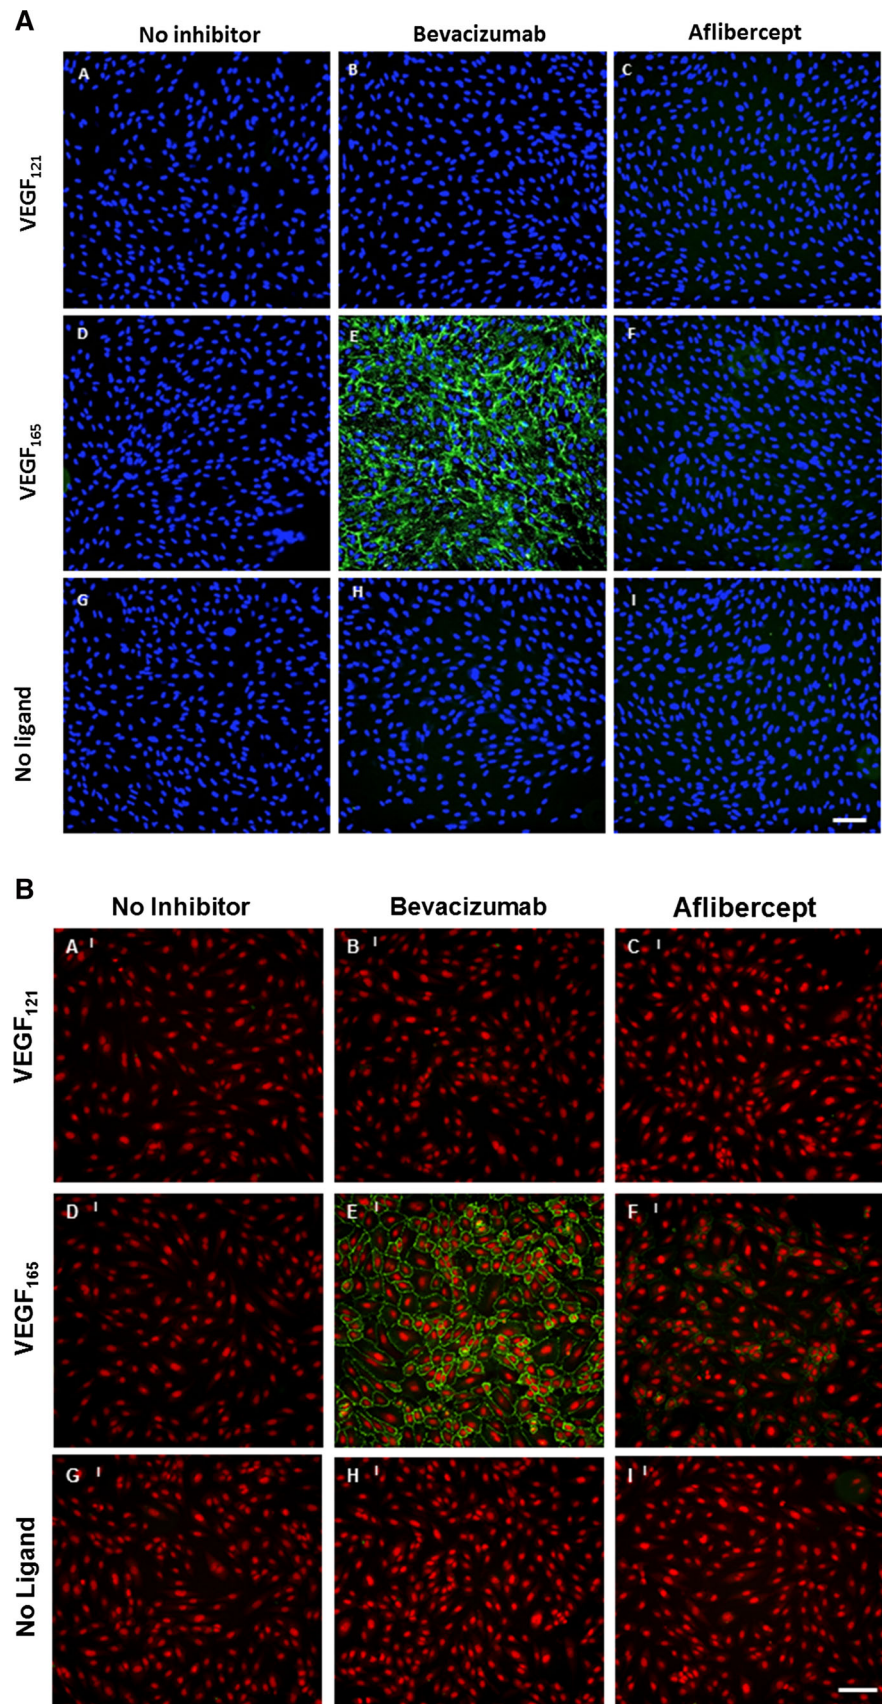 A
No inhibitor Bevacizumab Aflibercept
VEGF121
A B C
VEGF165
D E F
No ligand
G H I
B
No Inhibitor Bevacizumab Aflibercept
VEGF121
A I B I C I
VEGF165
D I E I F I
No Ligand
G I H I I I